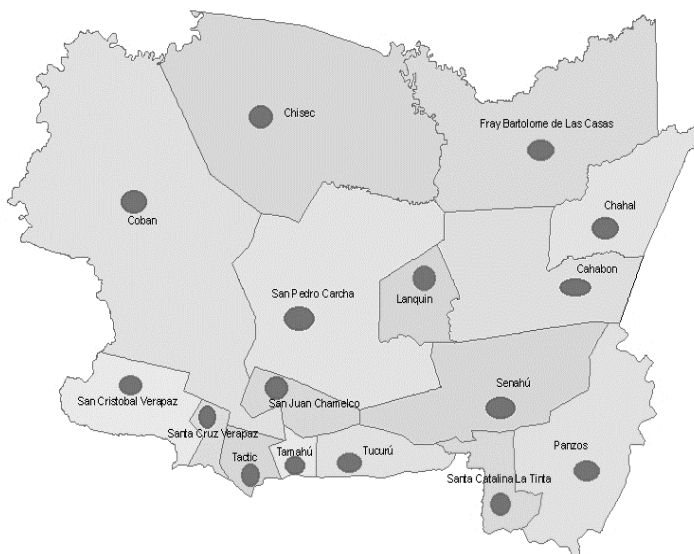 Chisec
Fray Bartolome de Las Casas
Coban
Chahal
Cahabon
San Pedro Carcha
Lanquin
San Cristobal Verapaz
San Juan Chamelco
Senahú
Santa Cruz Verapaz
Tactic
Tamahú
Tucurú
Panzos
Santa Catalina La Tinta